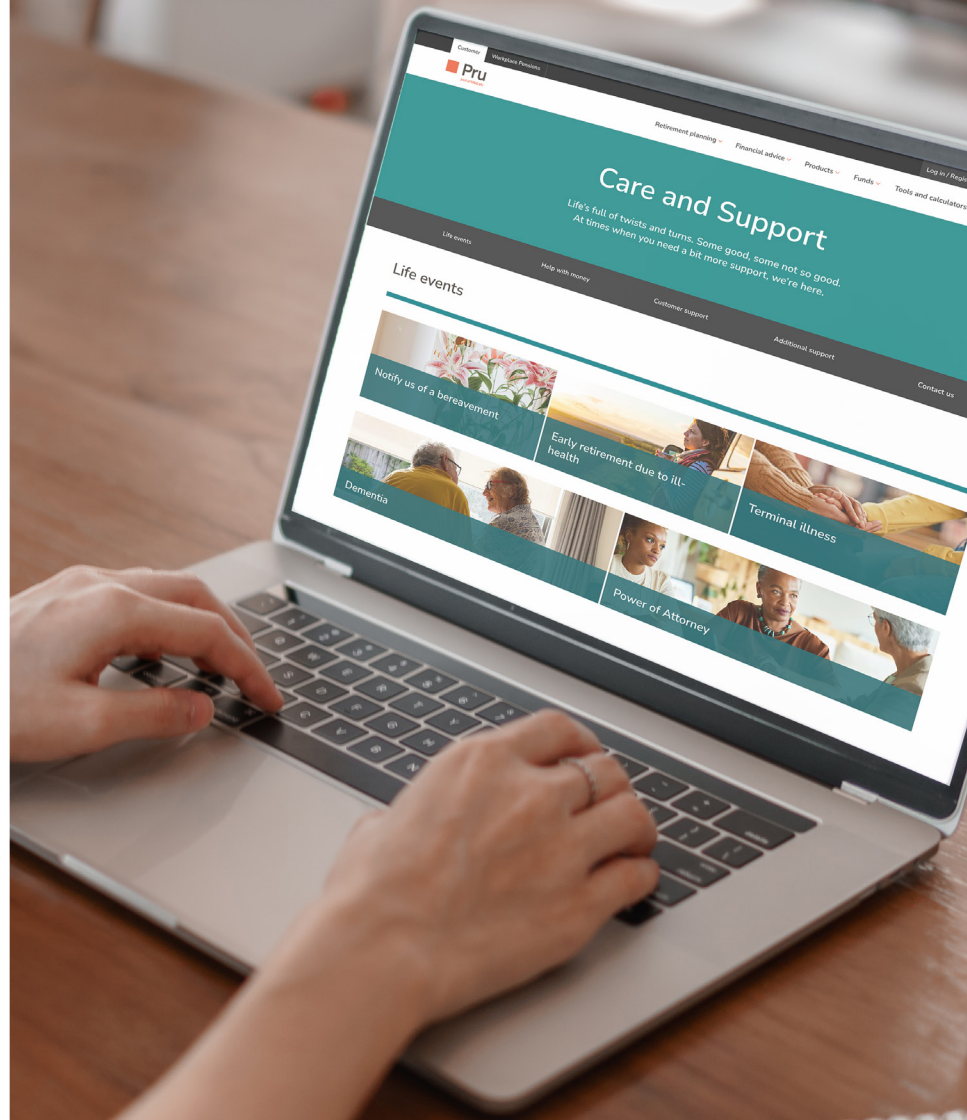 Customer
Workplace Pensions
Pru
Log in / Regis
Retirement planning
Financial advice
Products
Funds
Tools and calculators
Care and Support
Life's full of twists and turns. Some good, some not so good.
At times when you need a bit more support, we're here.
Life events
Help with money
Customer support
Additional support
Contact us
Life events
Notify us of a bereavement
Early retirement due to ill-
health
Terminal illness
Dementia
Power of Attorney